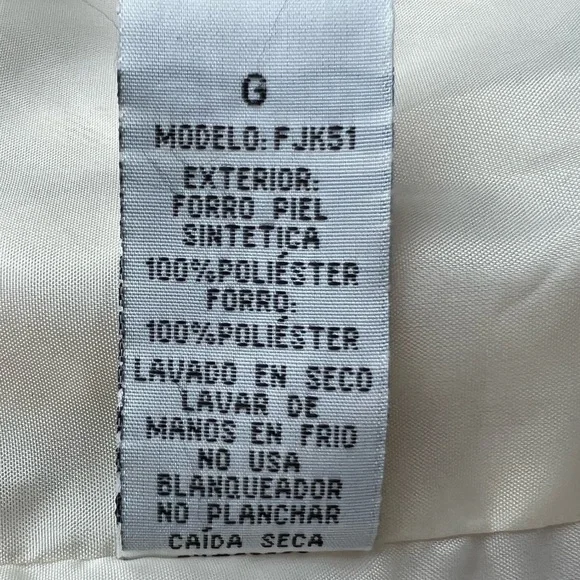 G
MODELO: FJK51
EXTERIOR:
FORRO PIEL
SINTETICA
100%POLIÉSTER
FORRO:
100%POLIÉSTER
LAVADO EN SECO
LAVAR DE
MANOS EN FRIO
NO USA
BLANQUEADOR
NO PLANCHAR
CAÍDA SECA